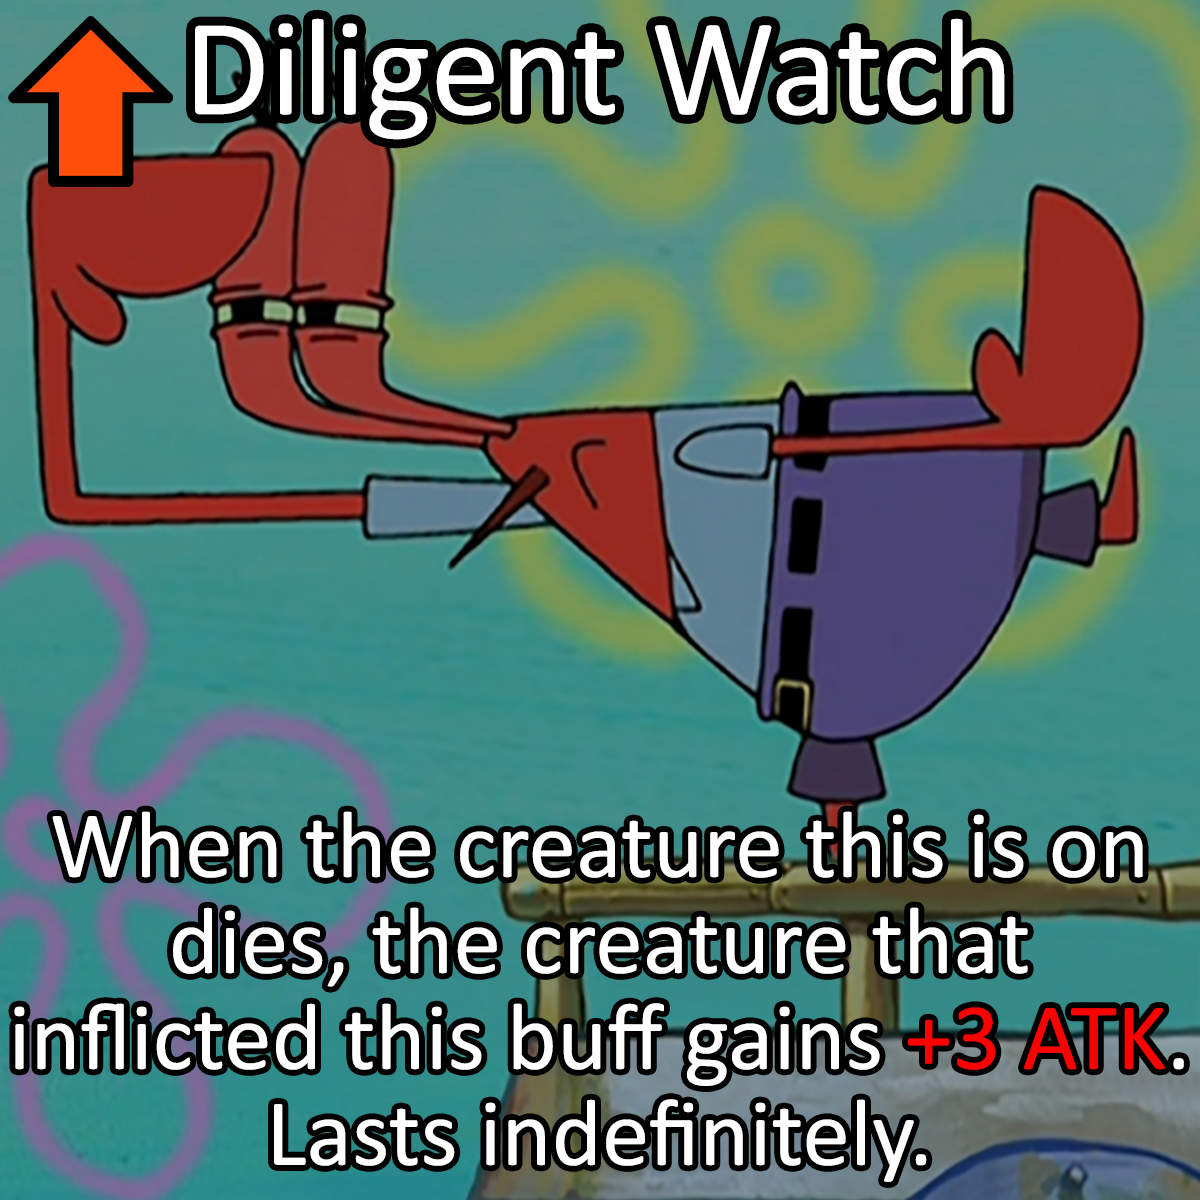 Diligent Watch
When the creature this is on
dies, the creature that
inflicted this buff gains +3 ATK.
Lasts indefinitely.